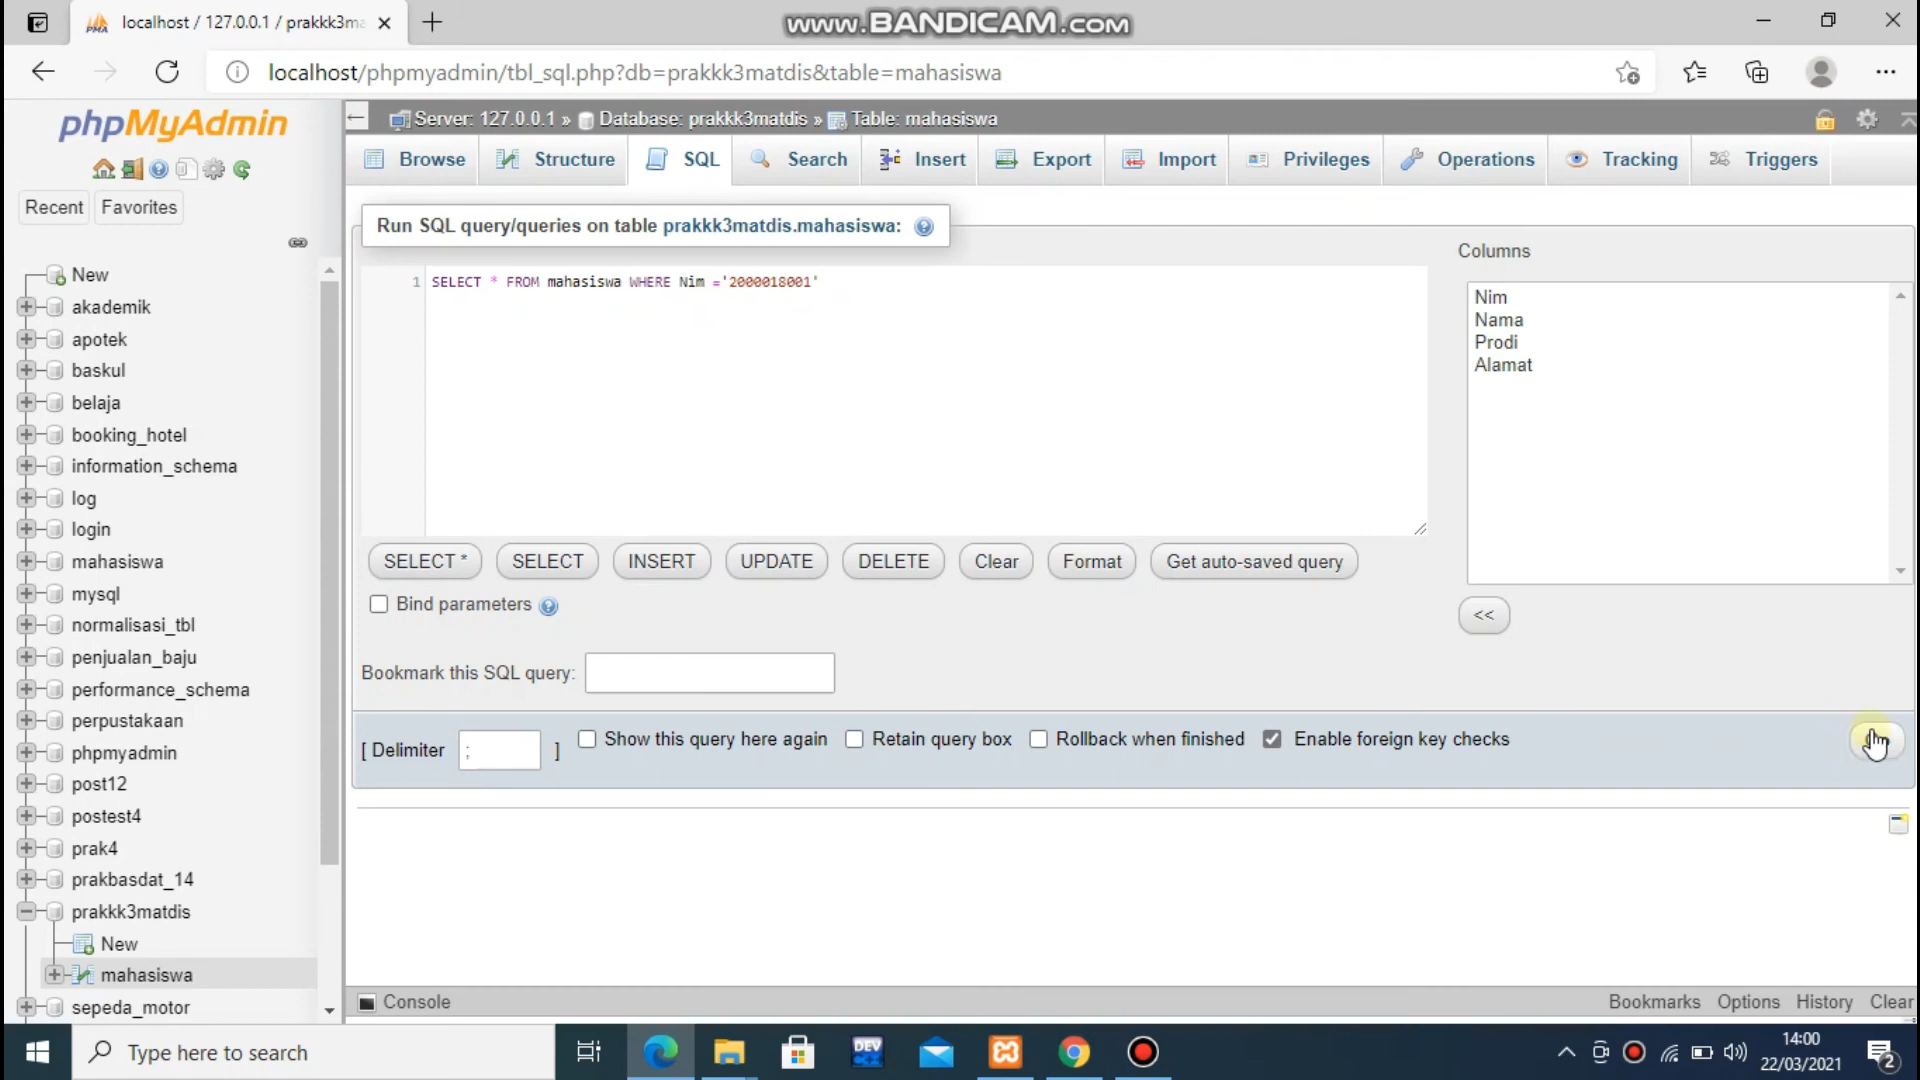 localhost / 127.0.0.1 / prakkk3ma
www.BANDICAM.com
localhost/phpmyadmin/tbl_sql.php?db=prakkk3matdis&table=mahasiswa
phpMyAdmin
Recent
Favorites
New
akademik
apotek
baskul
belaja
booking_hotel
information_schema
log
login
mahasiswa
mysql
normalisasi_tbl
penjualan_baju
performance_schema
perpustakaan
phpmyadmin
post12
postest4
prak4
prakbasdat_14
prakkk3matdis
New
mahasiswa
sepeda_motor
Server: 127.0.0.1 » Database: prakkk3matdis » Table: mahasiswa
Browse
Structure
SQL
Search
Insert
Export
Import
Privileges
Operations
Tracking
Triggers
Run SQL query/queries on table prakkk3matdis.mahasiswa:
1 SELECT * FROM mahasiswa WHERE Nim ='2000018001'
Columns
Nim
Nama
Prodi
Alamat
SELECT *
SELECT
INSERT
UPDATE
DELETE
Clear
Format
Get auto-saved query
<<
Bind parameters
Bookmark this SQL query:
[ Delimiter ; ]
Show this query here again
Retain query box
Rollback when finished
Enable foreign key checks
Console
Bookmarks
Options
History
Clear
Type here to search
DEV
14:00
22/03/2021
2